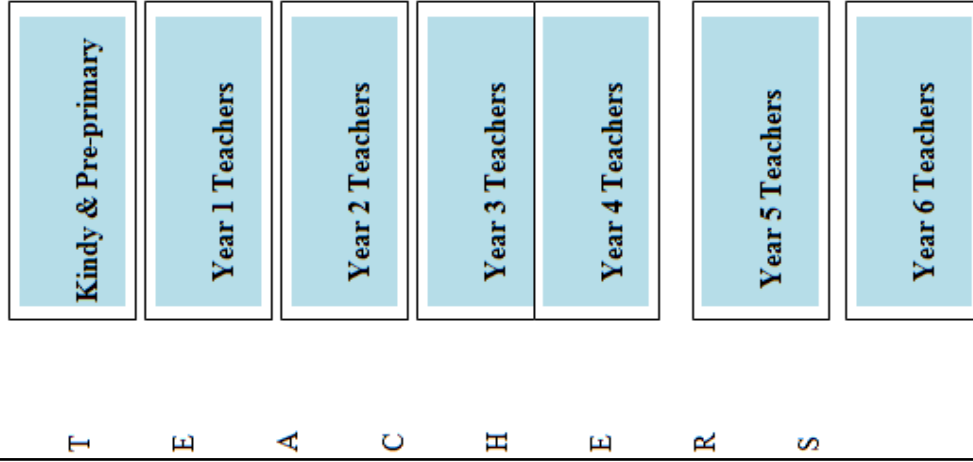 Kindy & Pre-primary
Year 1 Teachers
Year 2 Teachers
Year 3 Teachers
Year 4 Teachers
Year 5 Teachers
Year 6 Teachers
T E A C H E R S